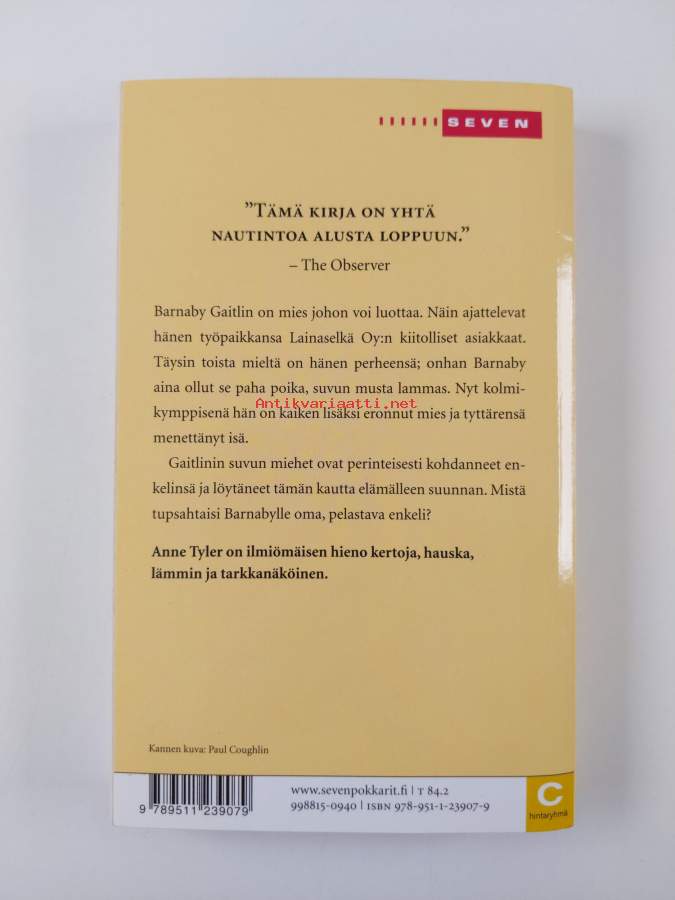 SEVEN
”TÄMÄ KIRJA ON YHTÄ
NAUTINTOA ALUSTA LOPPUUN.”
– The Observer
Barnaby Gaitlin on mies johon voi luottaa. Näin ajattelevat
hänen työpaikkansa Lainaselkä Oy:n kiitolliset asiakkaat.
Täysin toista mieltä on hänen perheensä; onhan Barnaby
aina ollut se paha poika, suvun musta lammas. Nyt kolmi-
Antikvariaatti.net
kymppisenä hän on kaiken lisäksi eronnut mies ja tyttärensä
menettänyt isä.
Gaitlinin suvun miehet ovat perinteisesti kohdanneet en-
kelinsä ja löytäneet tämän kautta elämälleen suunnan. Mistä
tupsahtaisi Barnabylle oma, pelastava enkeli?
Anne Tyler on ilmiömäisen hieno kertoja, hauska,
lämmin ja tarkkanäköinen.
Kannen kuva: Paul Coughlin
www.sevenpokkarit.fi | T 84.2
998815-0940 | ISBN 978-951-1-23907-9
9 789511 239079
C
hintaryhmä